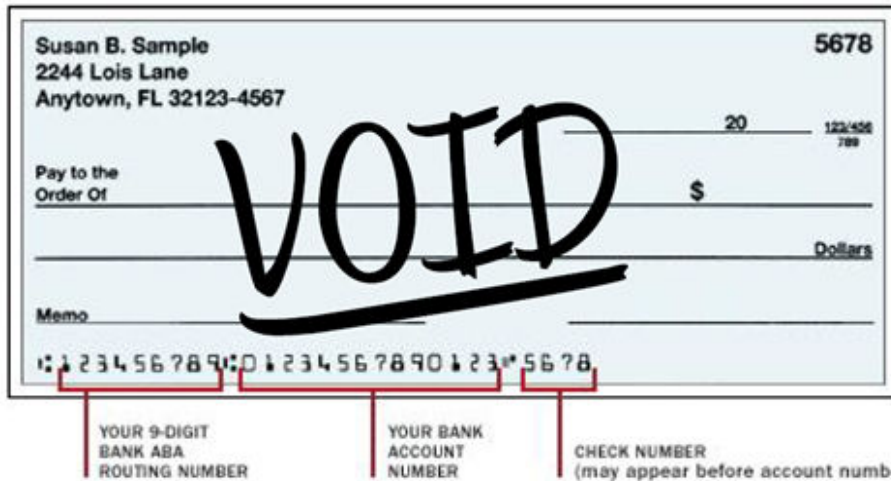 Susan B. Sample 5678
2244 Lois Lane
Anytown, FL 32123-4567
20 123/456
789
VOID
Pay to the
Order Of $
Dollars
Memo
⑆123456789⑆01234567890123⑈5678
YOUR 9-DIGIT
BANK ABA
ROUTING NUMBER
YOUR BANK
ACCOUNT
NUMBER
CHECK NUMBER
(may appear before account numb